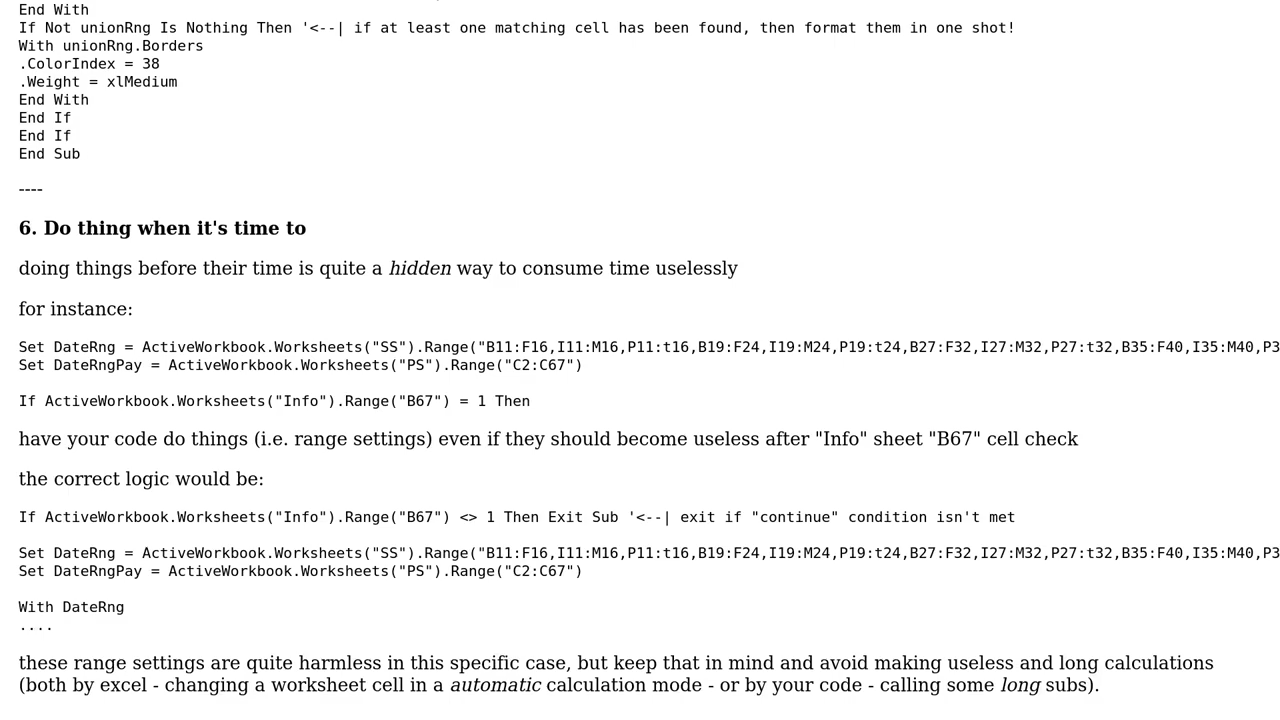 End With
If Not unionRng Is Nothing Then '<--| if at least one matching cell has been found, then format them in one shot!
With unionRng.Borders
.ColorIndex = 38
.Weight = xlMedium
End With
End If
End If
End Sub
----
6. Do thing when it's time to
doing things before their time is quite a hidden way to consume time uselessly
for instance:
Set DateRng = ActiveWorkbook.Worksheets("SS").Range("B11:F16,I11:M16,P11:t16,B19:F24,I19:M24,P19:t24,B27:F32,I27:M32,P27:t32,B35:F40,I35:M40,P3
Set DateRngPay = ActiveWorkbook.Worksheets("PS").Range("C2:C67")
If ActiveWorkbook.Worksheets("Info").Range("B67") = 1 Then
have your code do things (i.e. range settings) even if they should become useless after "Info" sheet "B67" cell check
the correct logic would be:
If ActiveWorkbook.Worksheets("Info").Range("B67") <> 1 Then Exit Sub '<--| exit if "continue" condition isn't met
Set DateRng = ActiveWorkbook.Worksheets("SS").Range("B11:F16,I11:M16,P11:t16,B19:F24,I19:M24,P19:t24,B27:F32,I27:M32,P27:t32,B35:F40,I35:M40,P3
Set DateRngPay = ActiveWorkbook.Worksheets("PS").Range("C2:C67")
With DateRng
....
these range settings are quite harmless in this specific case, but keep that in mind and avoid making useless and long calculations
(both by excel - changing a worksheet cell in a automatic calculation mode - or by your code - calling some long subs).